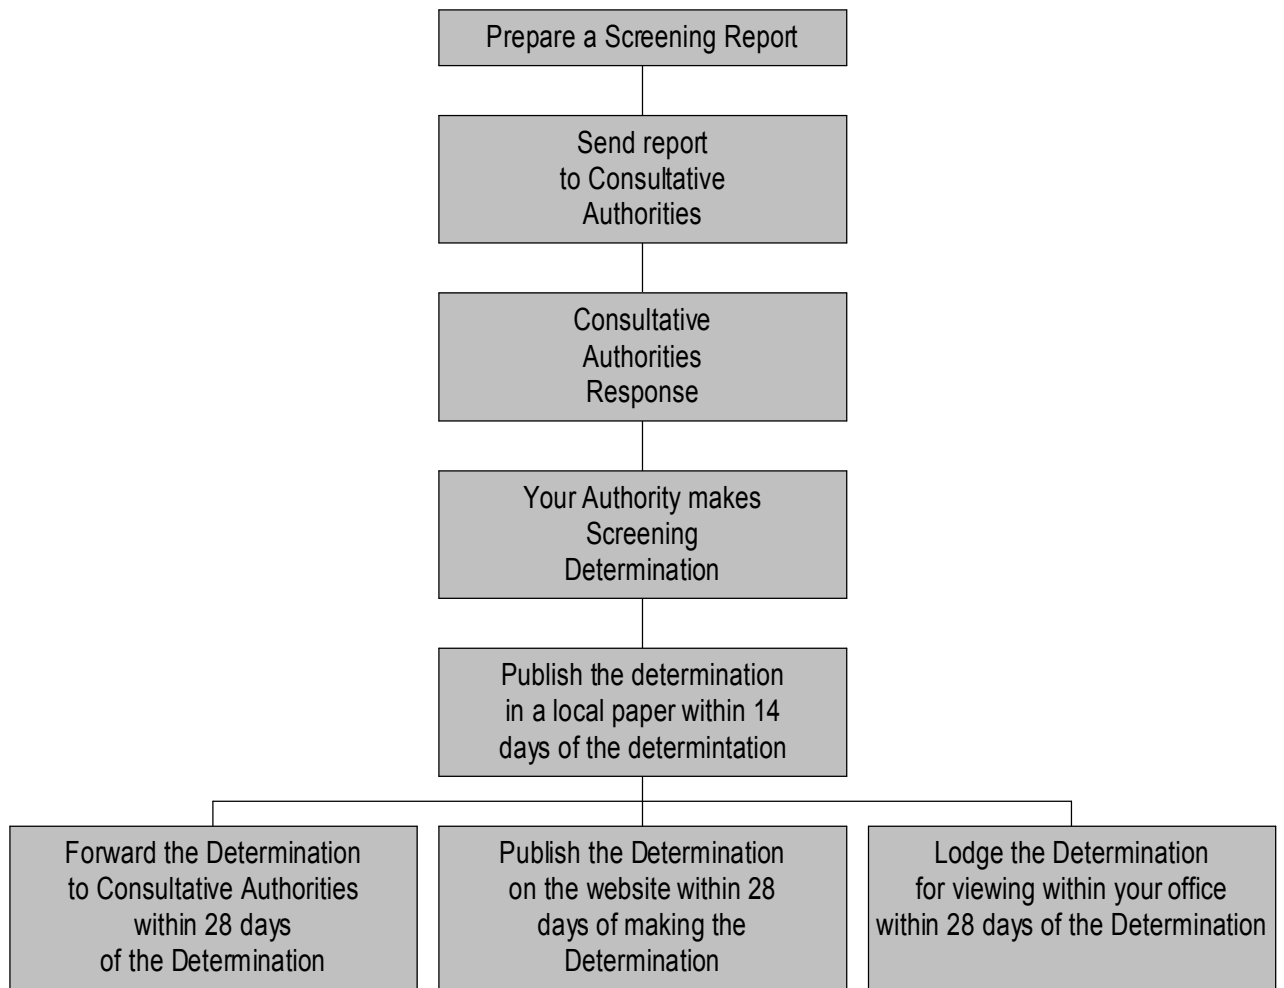 Prepare a Screening Report
Send report
to Consultative
Authorities
Consultative
Authorities
Response
Your Authority makes
Screening
Determination
Publish the determination
in a local paper within 14
days of the determintation
Forward the Determination
to Consultative Authorities
within 28 days
of the Determination
Publish the Determination
on the website within 28
days of making the
Determination
Lodge the Determination
for viewing within your office
within 28 days of the Determination